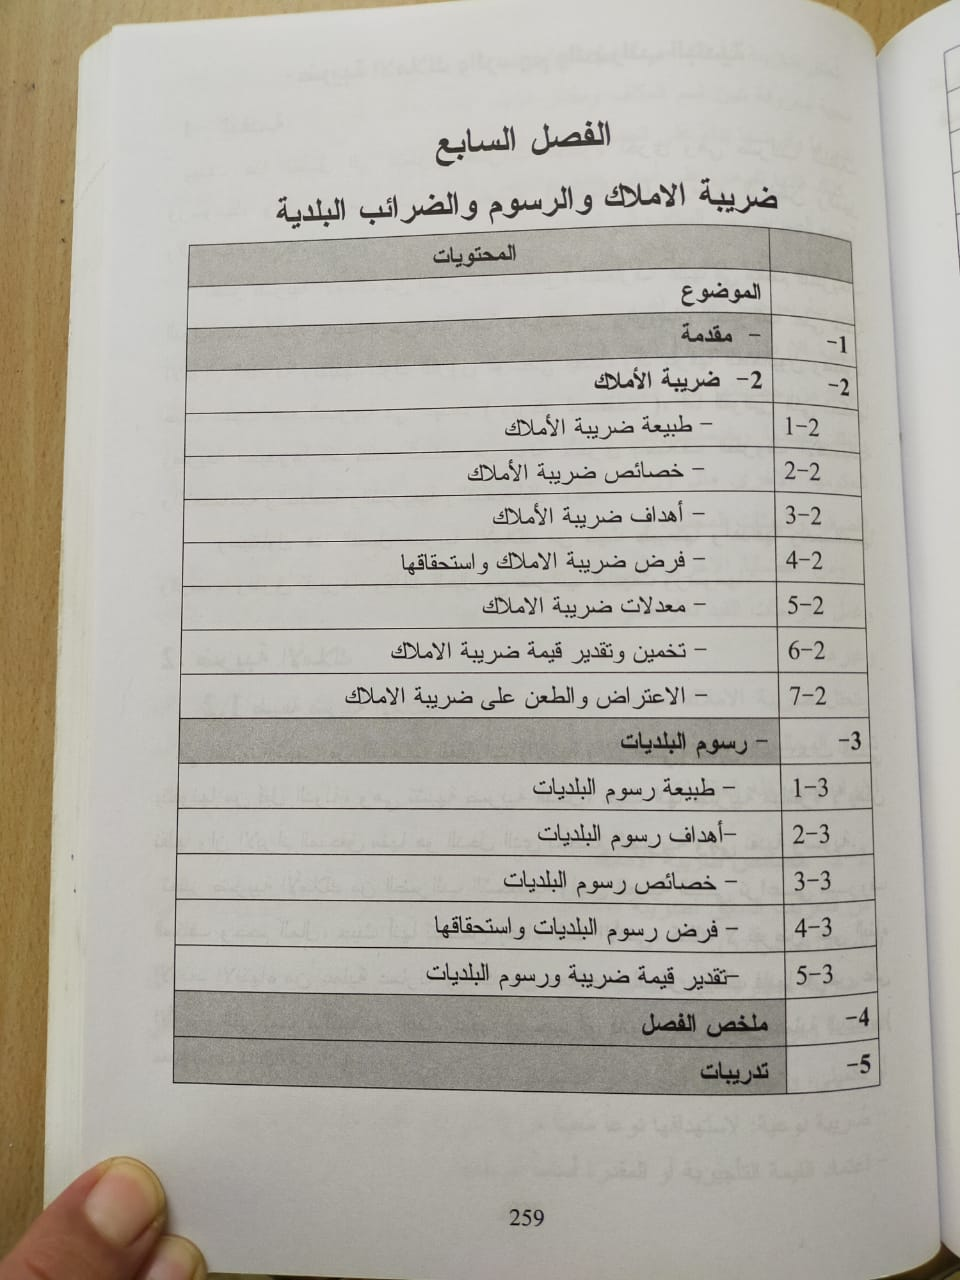 الفصل السابع
ضريبة الاملاك والرسوم والضرائب البلدية
المحتويات
الموضوع
1- - مقدمة
2- 2- ضريبة الأملاك
1-2 - طبيعة ضريبة الأملاك
2-2 - خصائص ضريبة الأملاك
3-2 - أهداف ضريبة الأملاك
4-2 - فرض ضريبة الاملاك واستحقاقها
5-2 - معدلات ضريبة الاملاك
6-2 - تخمين وتقدير قيمة ضريبة الاملاك
7-2 - الاعتراض والطعن على ضريبة الاملاك
3- - رسوم البلديات
1-3 - طبيعة رسوم البلديات
2-3 -أهداف رسوم البلديات
3-3 - خصائص رسوم البلديات
4-3 - فرض رسوم البلديات واستحقاقها
5-3 -تقدير قيمة ضريبة ورسوم البلديات
4- ملخص الفصل
5- تدريبات
259